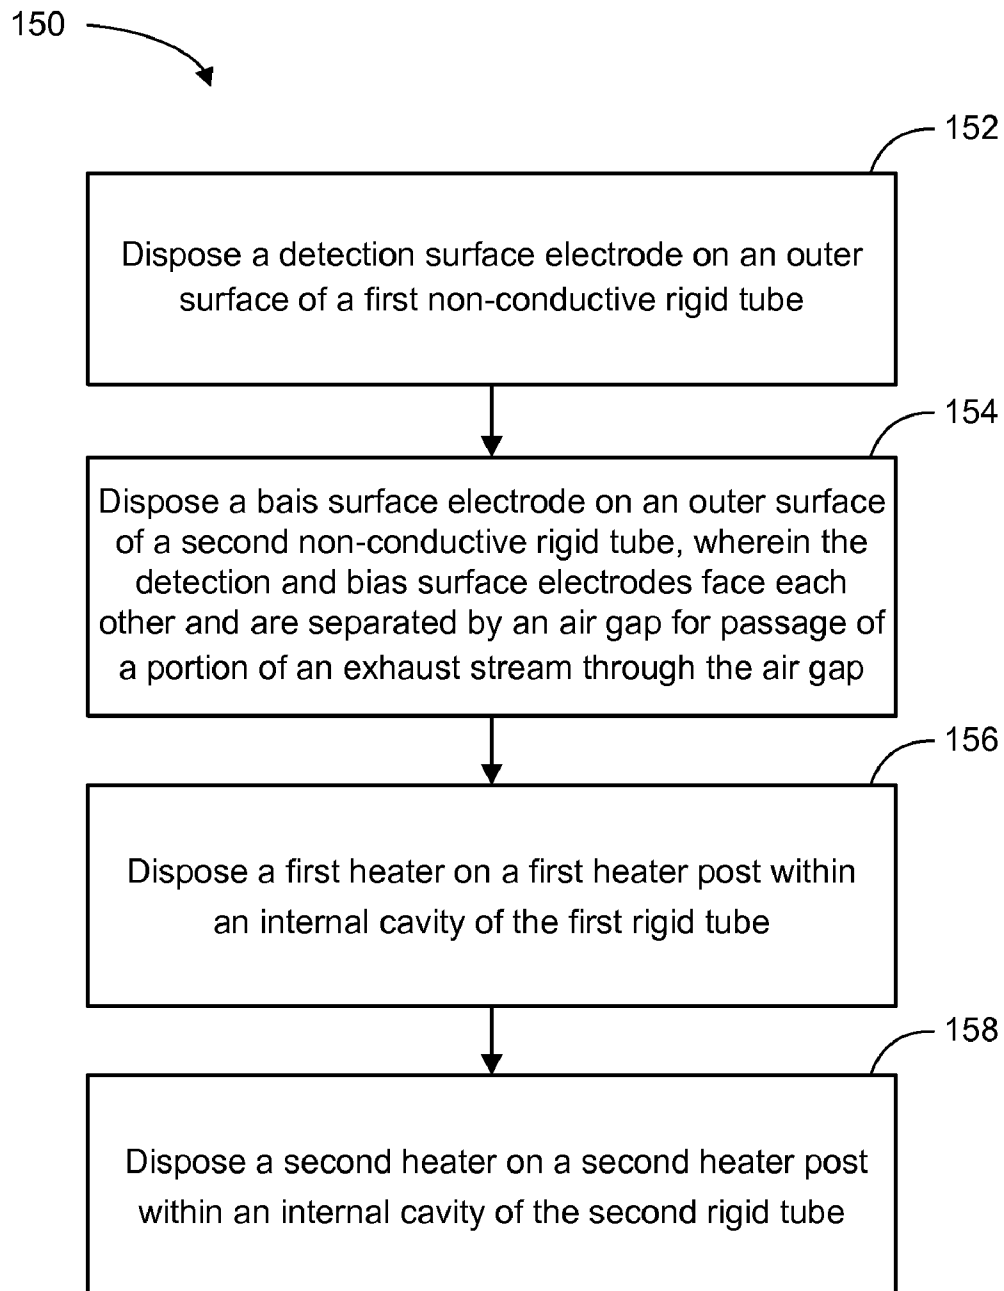 150
152
Dispose a detection surface electrode on an outer
surface of a first non-conductive rigid tube
154
Dispose a bais surface electrode on an outer surface
of a second non-conductive rigid tube, wherein the
detection and bias surface electrodes face each
other and are separated by an air gap for passage of
a portion of an exhaust stream through the air gap
156
Dispose a first heater on a first heater post within
an internal cavity of the first rigid tube
158
Dispose a second heater on a second heater post
within an internal cavity of the second rigid tube